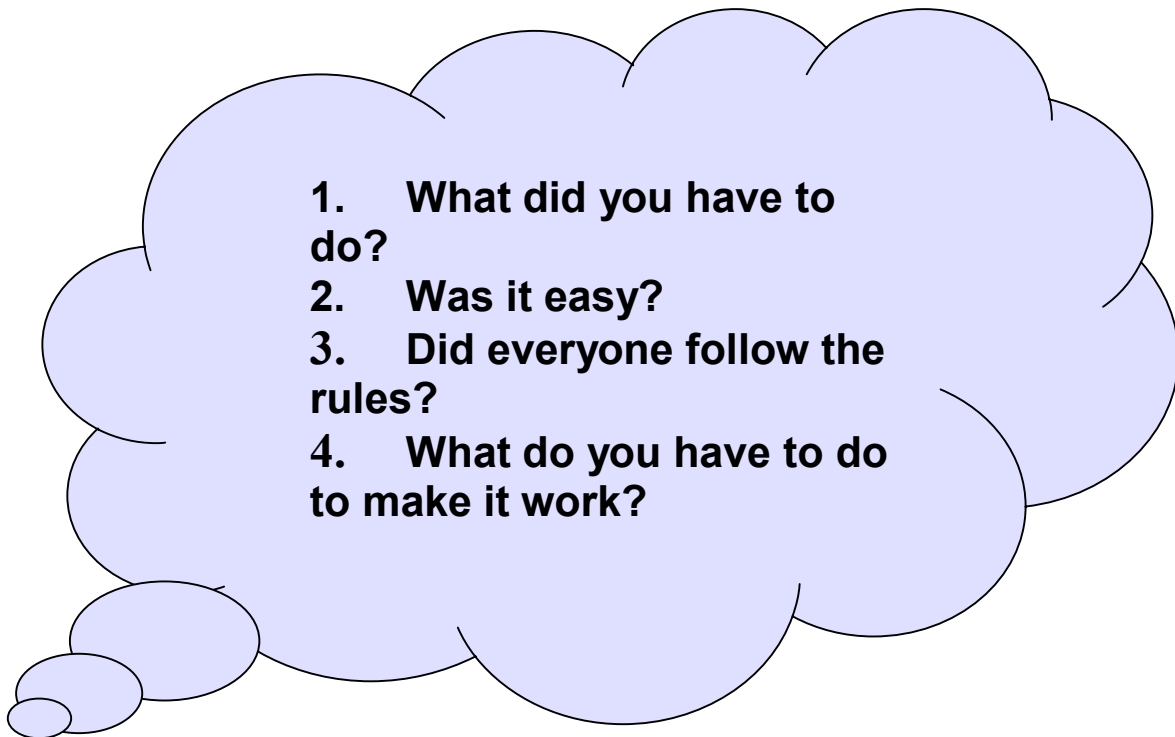 1. What did you have to
do?
2. Was it easy?
3. Did everyone follow the
rules?
4. What do you have to do
to make it work?